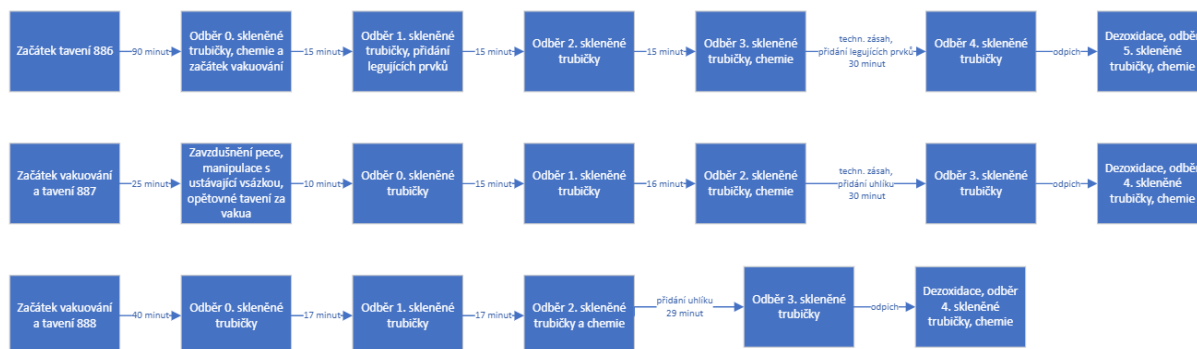 Začátek tavení 886
90 minut
Odběr 0. skleněné
trubičky, chemie a
začátek vakuování
15 minut
Odběr 1. skleněné
trubičky, přidání
legujících prvků
15 minut
Odběr 2. skleněné
trubičky
15 minut
Odběr 3. skleněné
trubičky, chemie
techn. zásah,
přidání legujících prvků
30 minut
Odběr 4. skleněné
trubičky
odpich
Dezoxidace, odběr
5. skleněné
trubičky, chemie
Začátek vakuování
a tavení 887
25 minut
Zavzdušnění pece,
manipulace s
ustávající vsázkou,
opětovné tavení za
vakua
10 minut
Odběr 0. skleněné
trubičky
15 minut
Odběr 1. skleněné
trubičky
16 minut
Odběr 2. skleněné
trubičky, chemie
techn. zásah,
přidání uhlíku
30 minut
Odběr 3. skleněné
trubičky
odpich
Dezoxidace, odběr
4. skleněné
trubičky, chemie
Začátek vakuování
a tavení 888
40 minut
Odběr 0. skleněné
trubičky
17 minut
Odběr 1. skleněné
trubičky
17 minut
Odběr 2. skleněné
trubičky a chemie
přidání uhlíku
29 minut
Odběr 3. skleněné
trubičky
odpich
Dezoxidace, odběr
4. skleněné
trubičky, chemie